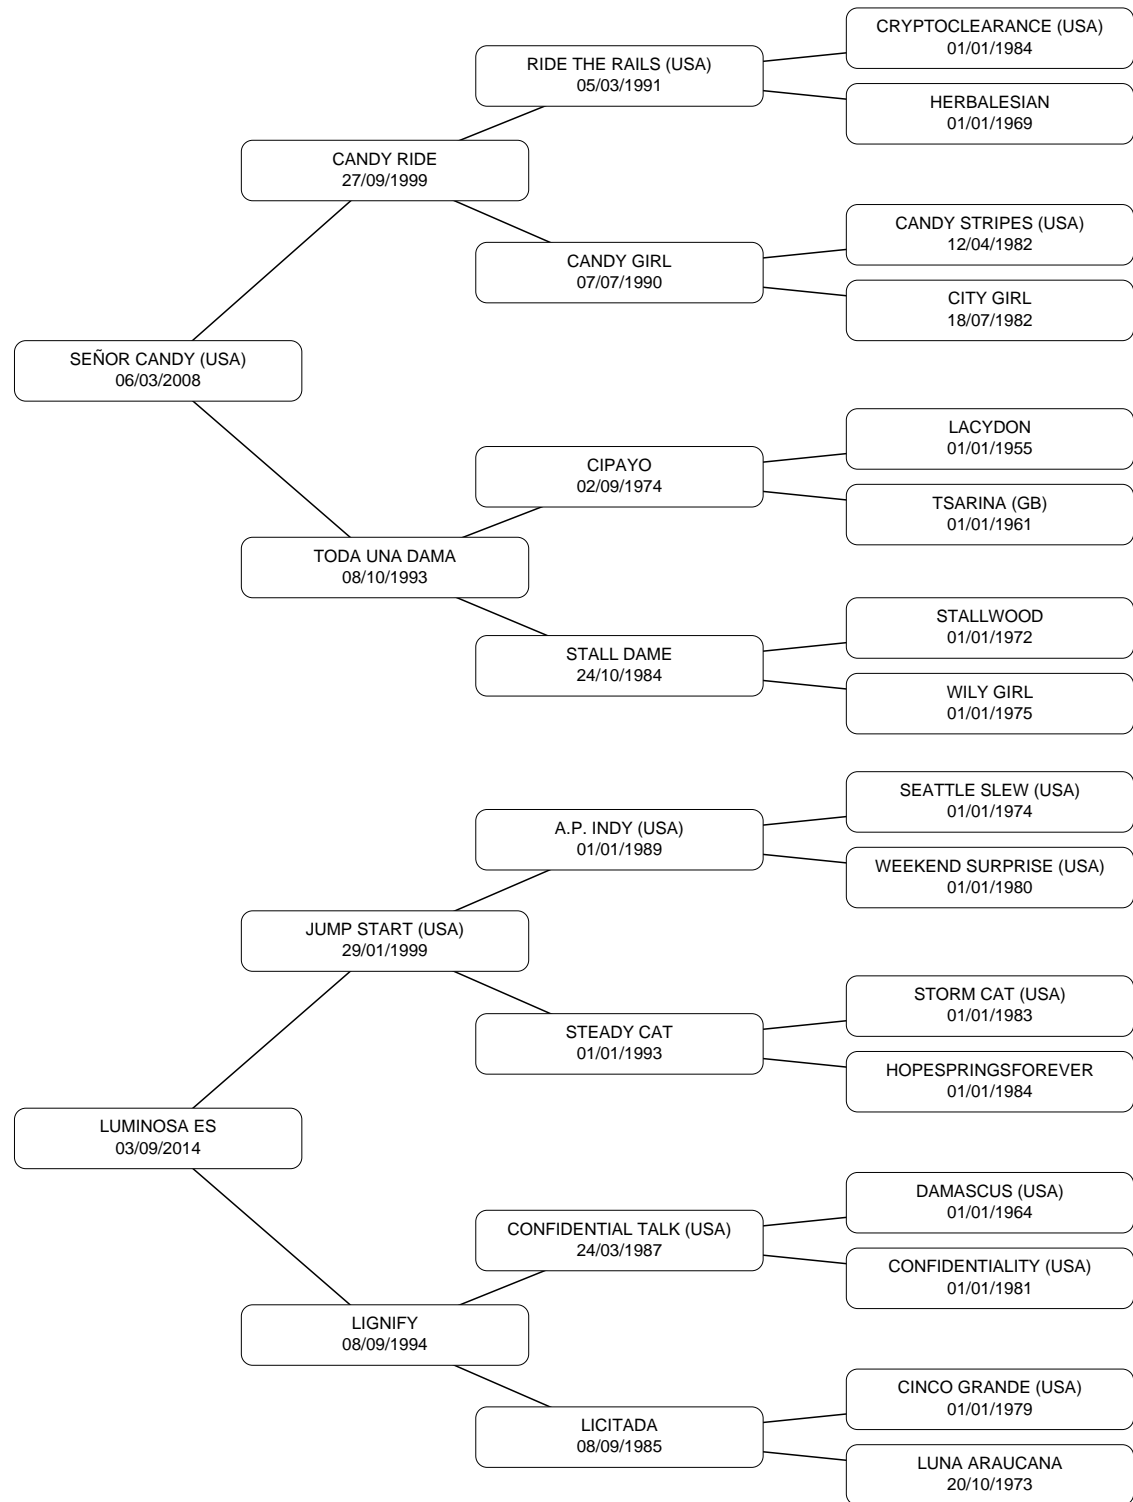 CRYPTOCLEARANCE (USA)
01/01/1984
RIDE THE RAILS (USA)
05/03/1991
HERBALESIAN
01/01/1969
CANDY RIDE
27/09/1999
CANDY STRIPES (USA)
12/04/1982
CANDY GIRL
07/07/1990
CITY GIRL
18/07/1982
SEÑOR CANDY (USA)
06/03/2008
LACYDON
01/01/1955
CIPAYO
02/09/1974
TSARINA (GB)
01/01/1961
TODA UNA DAMA
08/10/1993
STALLWOOD
01/01/1972
STALL DAME
24/10/1984
WILY GIRL
01/01/1975
SEATTLE SLEW (USA)
01/01/1974
A.P. INDY (USA)
01/01/1989
WEEKEND SURPRISE (USA)
01/01/1980
JUMP START (USA)
29/01/1999
STORM CAT (USA)
01/01/1983
STEADY CAT
01/01/1993
HOPESPRINGSFOREVER
01/01/1984
LUMINOSA ES
03/09/2014
DAMASCUS (USA)
01/01/1964
CONFIDENTIAL TALK (USA)
24/03/1987
CONFIDENTIALITY (USA)
01/01/1981
LIGNIFY
08/09/1994
CINCO GRANDE (USA)
01/01/1979
LICITADA
08/09/1985
LUNA ARAUCANA
20/10/1973